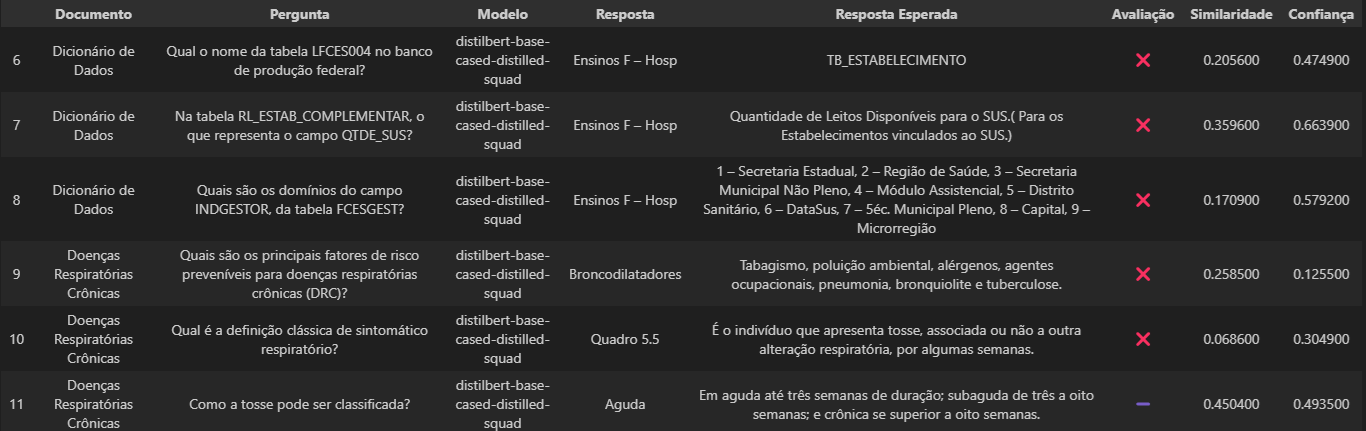 Documento Pergunta Modelo Resposta Resposta Esperada Avaliação Similaridade Confiança
6 Dicionário de Dados Qual o nome da tabela LFCES004 no banco de produção federal? distilbert-base-cased-distilled-squad Ensinos F – Hosp TB_ESTABELECIMENTO ❌ 0.205600 0.474900
7 Dicionário de Dados Na tabela RL_ESTAB_COMPLEMENTAR, o que representa o campo QTDE_SUS? distilbert-base-cased-distilled-squad Ensinos F – Hosp Quantidade de Leitos Disponíveis para o SUS.( Para os Estabelecimentos vinculados ao SUS.) ❌ 0.359600 0.663900
8 Dicionário de Dados Quais são os domínios do campo INDGESTOR, da tabela FCESGEST? distilbert-base-cased-distilled-squad Ensinos F – Hosp 1 – Secretaria Estadual, 2 – Região de Saúde, 3 – Secretaria Municipal Não Pleno, 4 – Módulo Assistencial, 5 – Distrito Sanitário, 6 – DataSus, 7 – 5éc. Municipal Pleno, 8 – Capital, 9 – Microrregião ❌ 0.170900 0.579200
9 Doenças Respiratórias Crônicas Quais são os principais fatores de risco preveníveis para doenças respiratórias crônicas (DRC)? distilbert-base-cased-distilled-squad Broncodilatadores Tabagismo, poluição ambiental, alérgenos, agentes ocupacionais, pneumonia, bronquiolite e tuberculose. ❌ 0.258500 0.125500
10 Doenças Respiratórias Crônicas Qual é a definição clássica de sintomático respiratório? distilbert-base-cased-distilled-squad Quadro 5.5 É o indivíduo que apresenta tosse, associada ou não a outra alteração respiratória, por algumas semanas. ❌ 0.068600 0.304900
11 Doenças Respiratórias Crônicas Como a tosse pode ser classificada? distilbert-base-cased-distilled-squad Aguda Em aguda até três semanas de duração; subaguda de três a oito semanas; e crônica se superior a oito semanas. ➖ 0.450400 0.493500